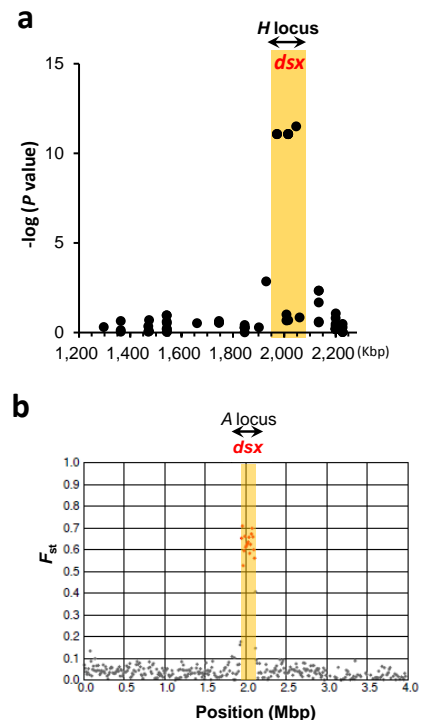 a
H locus
dsx
15
10
5
0
-log (P value)
1,200 1,400 1,600 1,800 2,000 2,200 (Kbp)
b
A locus
dsx
1.0
0.9
0.8
0.7
0.6
0.5
0.4
0.3
0.2
0.1
0.0
Fst
0.0 0.5 1.0 1.5 2.0 2.5 3.0 3.5 4.0
Position (Mbp)